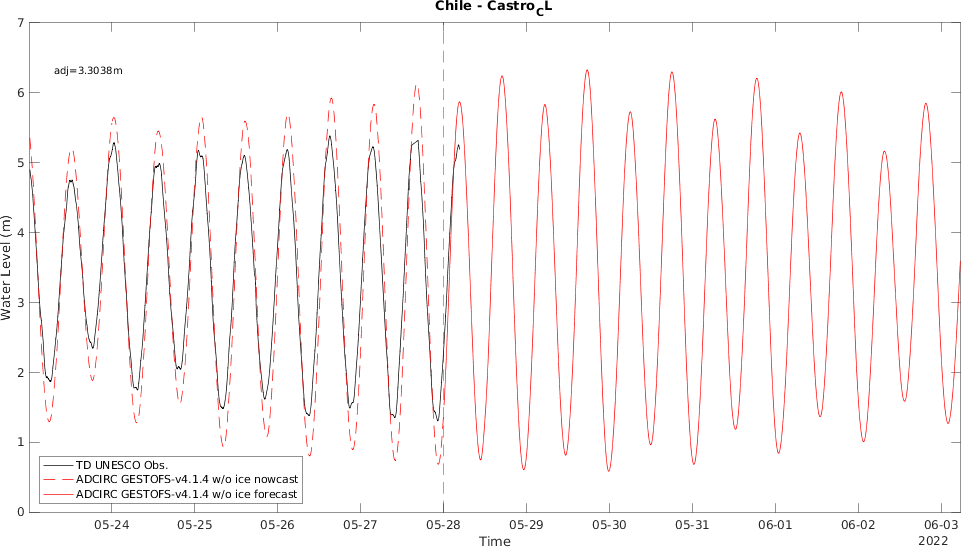 Chile - Castro_CL
adj=3.3038m
Water Level (m)
7
6
5
4
3
2
1
0
TD UNESCO Obs.
ADCIRC GESTOFS-v4.1.4 w/o ice nowcast
ADCIRC GESTOFS-v4.1.4 w/o ice forecast
05-24 05-25 05-26 05-27 05-28 05-29 05-30 05-31 06-01 06-02 06-03
Time
2022